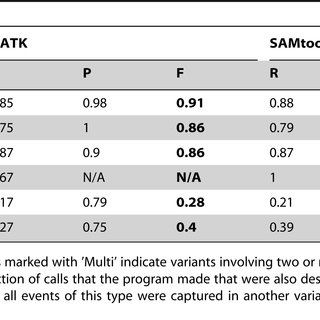 ATK SAMtoo
P F R
85 0.98 0.91 0.88
75 1 0.86 0.79
87 0.9 0.86 0.87
67 N/A N/A 1
17 0.79 0.28 0.21
27 0.75 0.4 0.39
s marked with 'Multi' indicate variants involving two or r
ction of calls that the program made that were also des
all events of this type were captured in another varia